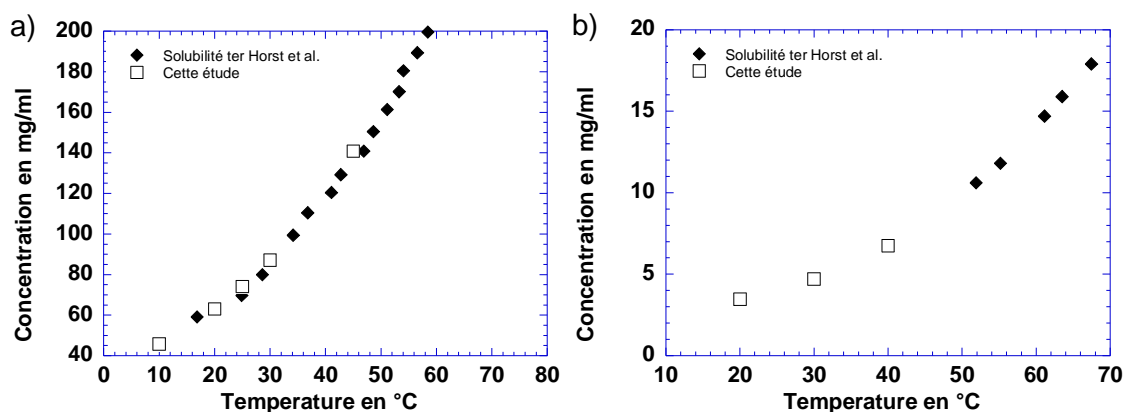 a)
200
180
160
140
120
100
80
60
40
Concentration en mg/ml
Solubilité ter Horst et al.
Cette étude
0 10 20 30 40 50 60 70 80
Temperature en °C
b)
20
15
10
5
0
Concentration en mg/ml
Solubilité ter Horst et al.
Cette étude
10 20 30 40 50 60 70
Temperature en °C